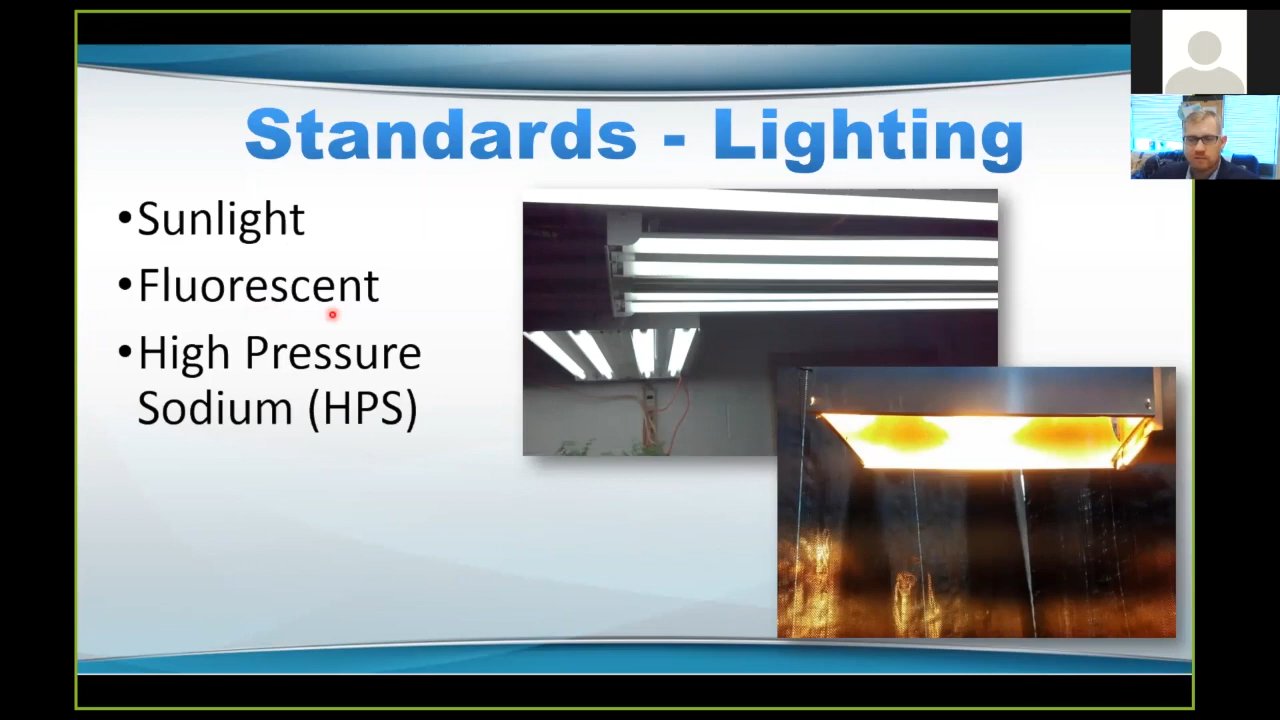 Standards - Lighting
•Sunlight
•Fluorescent
•High Pressure
Sodium (HPS)